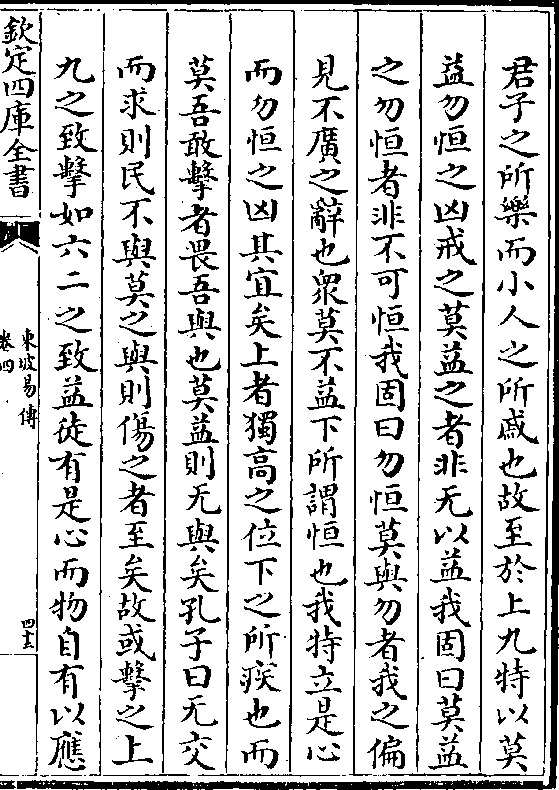 君子之所樂而小人之所戚也故至於上九特以莫
益勿恒之凶戒之莫益之者非无以益我固曰莫益
之勿恒者非不可恒我固曰勿恒莫與勿者我之偏
見不廣之辭也衆莫不益下所謂恒也我特立是心
而勿恒之凶其宜矣上者獨高之位下之所疾也而
莫吾敢擊者畏吾與也莫益則无與矣孔子曰无交
而求則民不與莫之與則傷之者至矣故或擊之上
九之致擊如六二之致益徒有是心而物自有以應
欽定四庫全書
東坡易傳
卷四